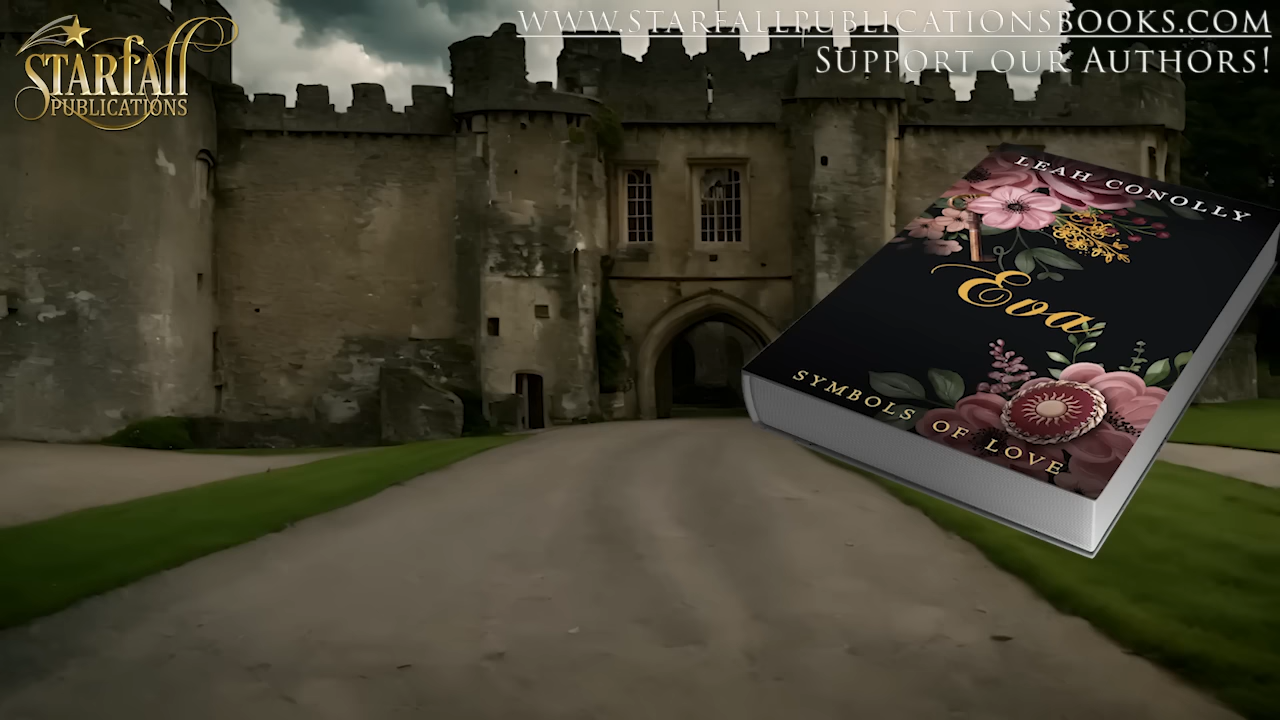 STARfall
PUBLICATIONS
WWW.STARFALLPUBLICATIONSBOOKS.COM
SUPPORT OUR AUTHORS!
LEAH CONOLLY
Eva
SYMBOLS OF LOVE